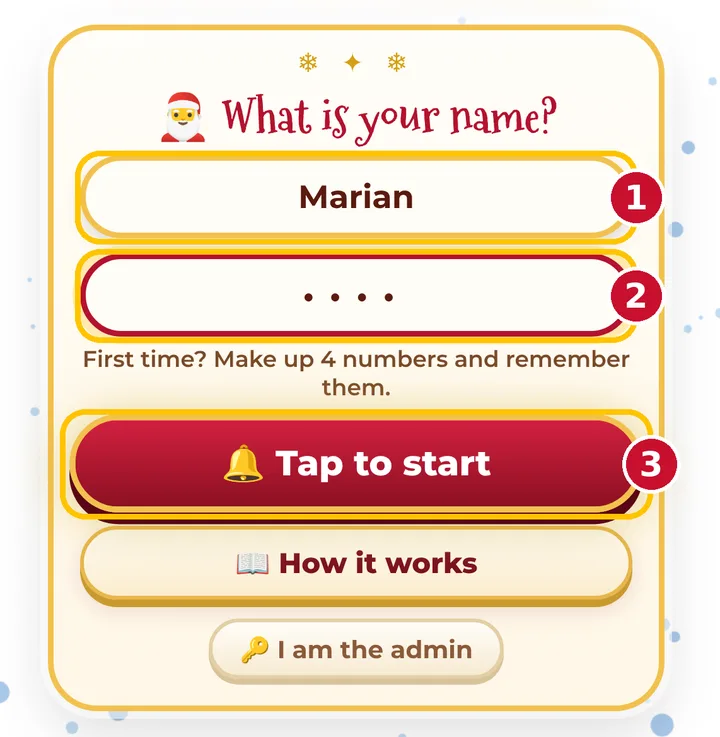 What is your name?
Marian
1
• • • •
2
First time? Make up 4 numbers and remember
them.
Tap to start
3
How it works
I am the admin